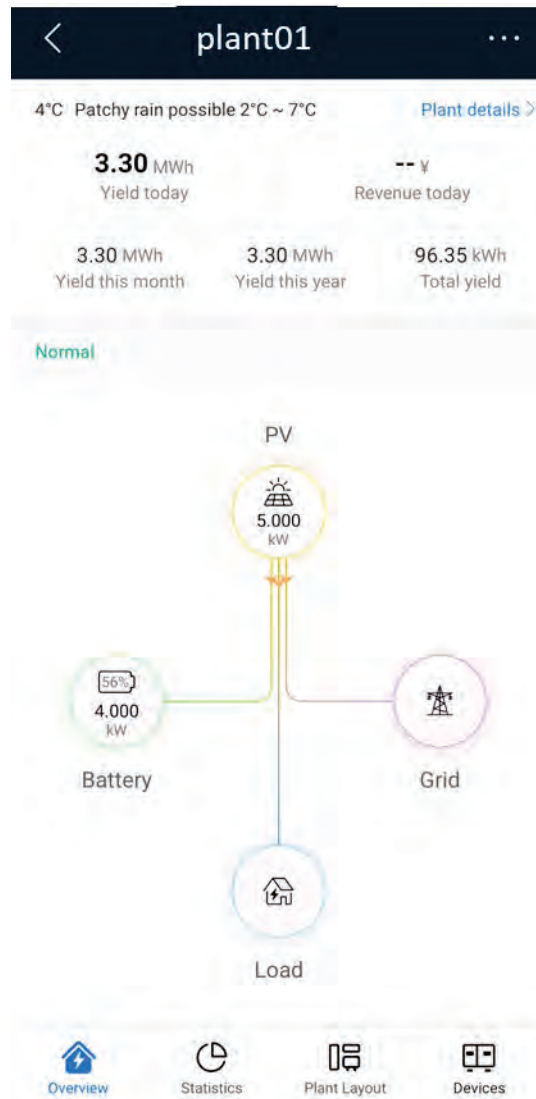 plant01
4°C Patchy rain possible 2°C ~ 7°C Plant details
3.30 MWh -- ¥
Yield today Revenue today
3.30 MWh 3.30 MWh 96.35 kWh
Yield this month Yield this year Total yield
Normal
PV
5.000
kW
56%
4.000
kW
Battery Grid
Load
Overview Statistics Plant Layout Devices